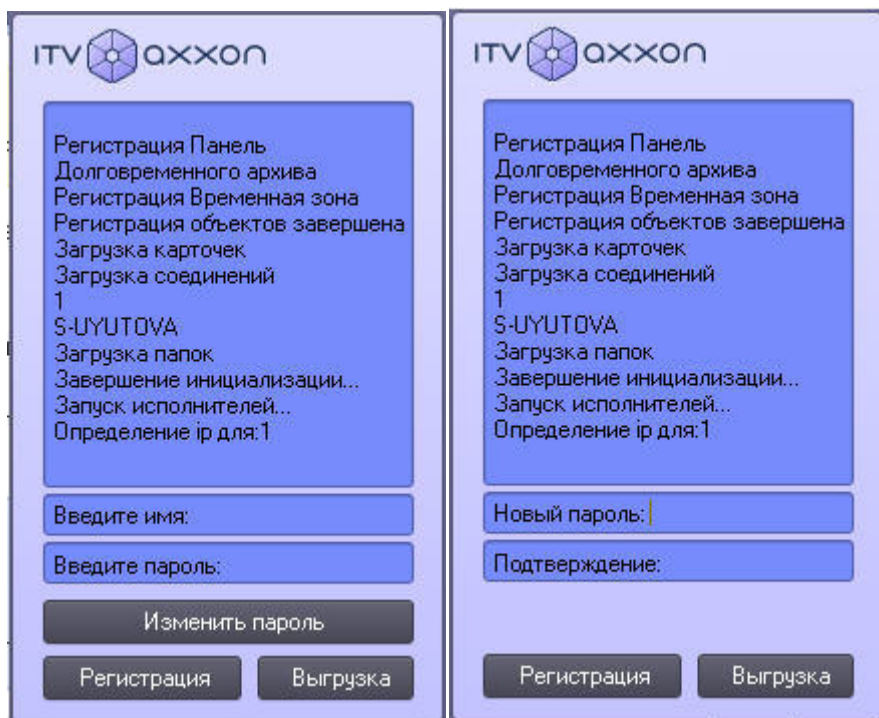 ITV axxon
Регистрация Панель
Долговременного архива
Регистрация Временная зона
Регистрация объектов завершена
Загрузка карточек
Загрузка соединений
1
S-UYUTOVA
Загрузка папок
Завершение инициализации...
Запуск исполнителей...
Определение ip для:1
Введите имя:
Введите пароль:
Изменить пароль
Регистрация
Выгрузка
ITV axxon
Регистрация Панель
Долговременного архива
Регистрация Временная зона
Регистрация объектов завершена
Загрузка карточек
Загрузка соединений
1
S-UYUTOVA
Загрузка папок
Завершение инициализации...
Запуск исполнителей...
Определение ip для:1
Новый пароль:
Подтверждение:
Регистрация
Выгрузка